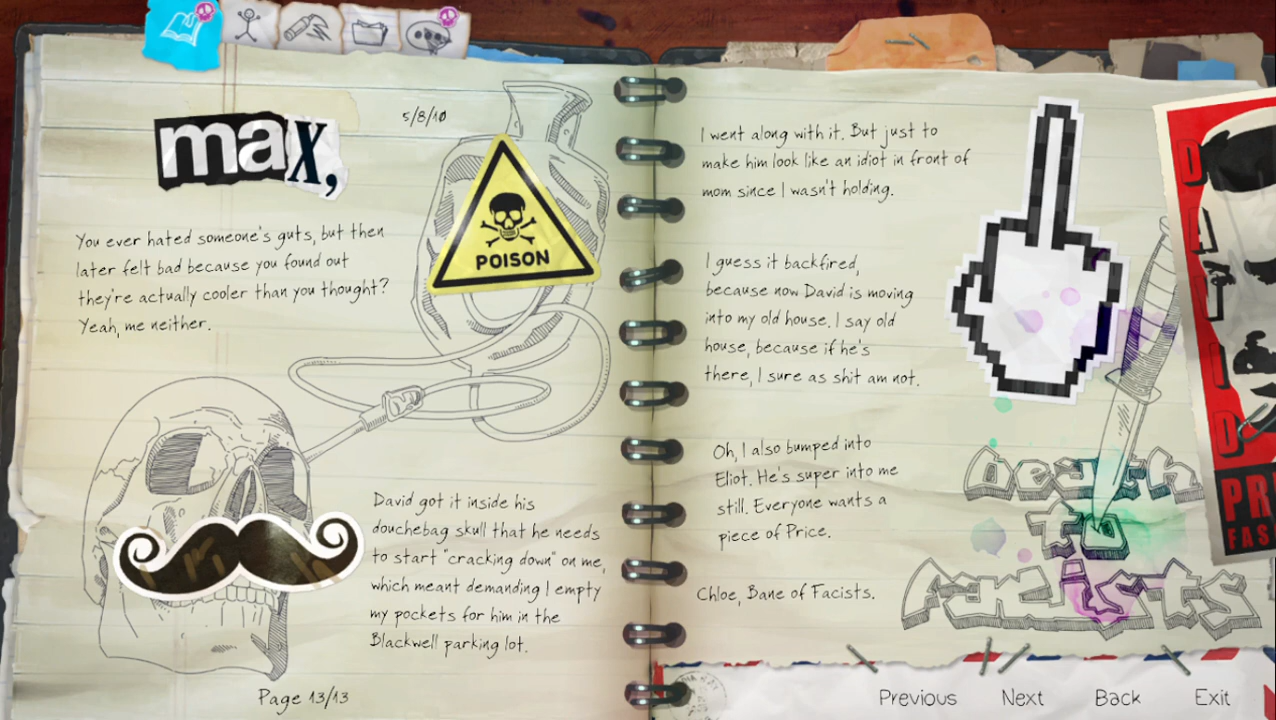 max,
5/8/10
POISON
You ever hated someone's guts, but then
later felt bad because you found out
they're actually cooler than you thought?
Yeah, me neither.
David got it inside his
douchebag skull that he needs
to start "cracking down" on me,
which meant demanding I empty
my pockets for him in the
Blackwell parking lot.
Page 13/13
I went along with it. But just to
make him look like an idiot in front of
mom since I wasn't holding.
I guess it backfired,
because now David is moving
into my old house. I say old
house, because if he's
there, I sure as shit am not.
Oh, I also bumped into
Eliot. He's super into me
still. Everyone wants a
piece of Price.
Chloe, Bane of Facists.
Death
To
Fascists
DAVID
PRI
FAS
Previous Next Back Exit